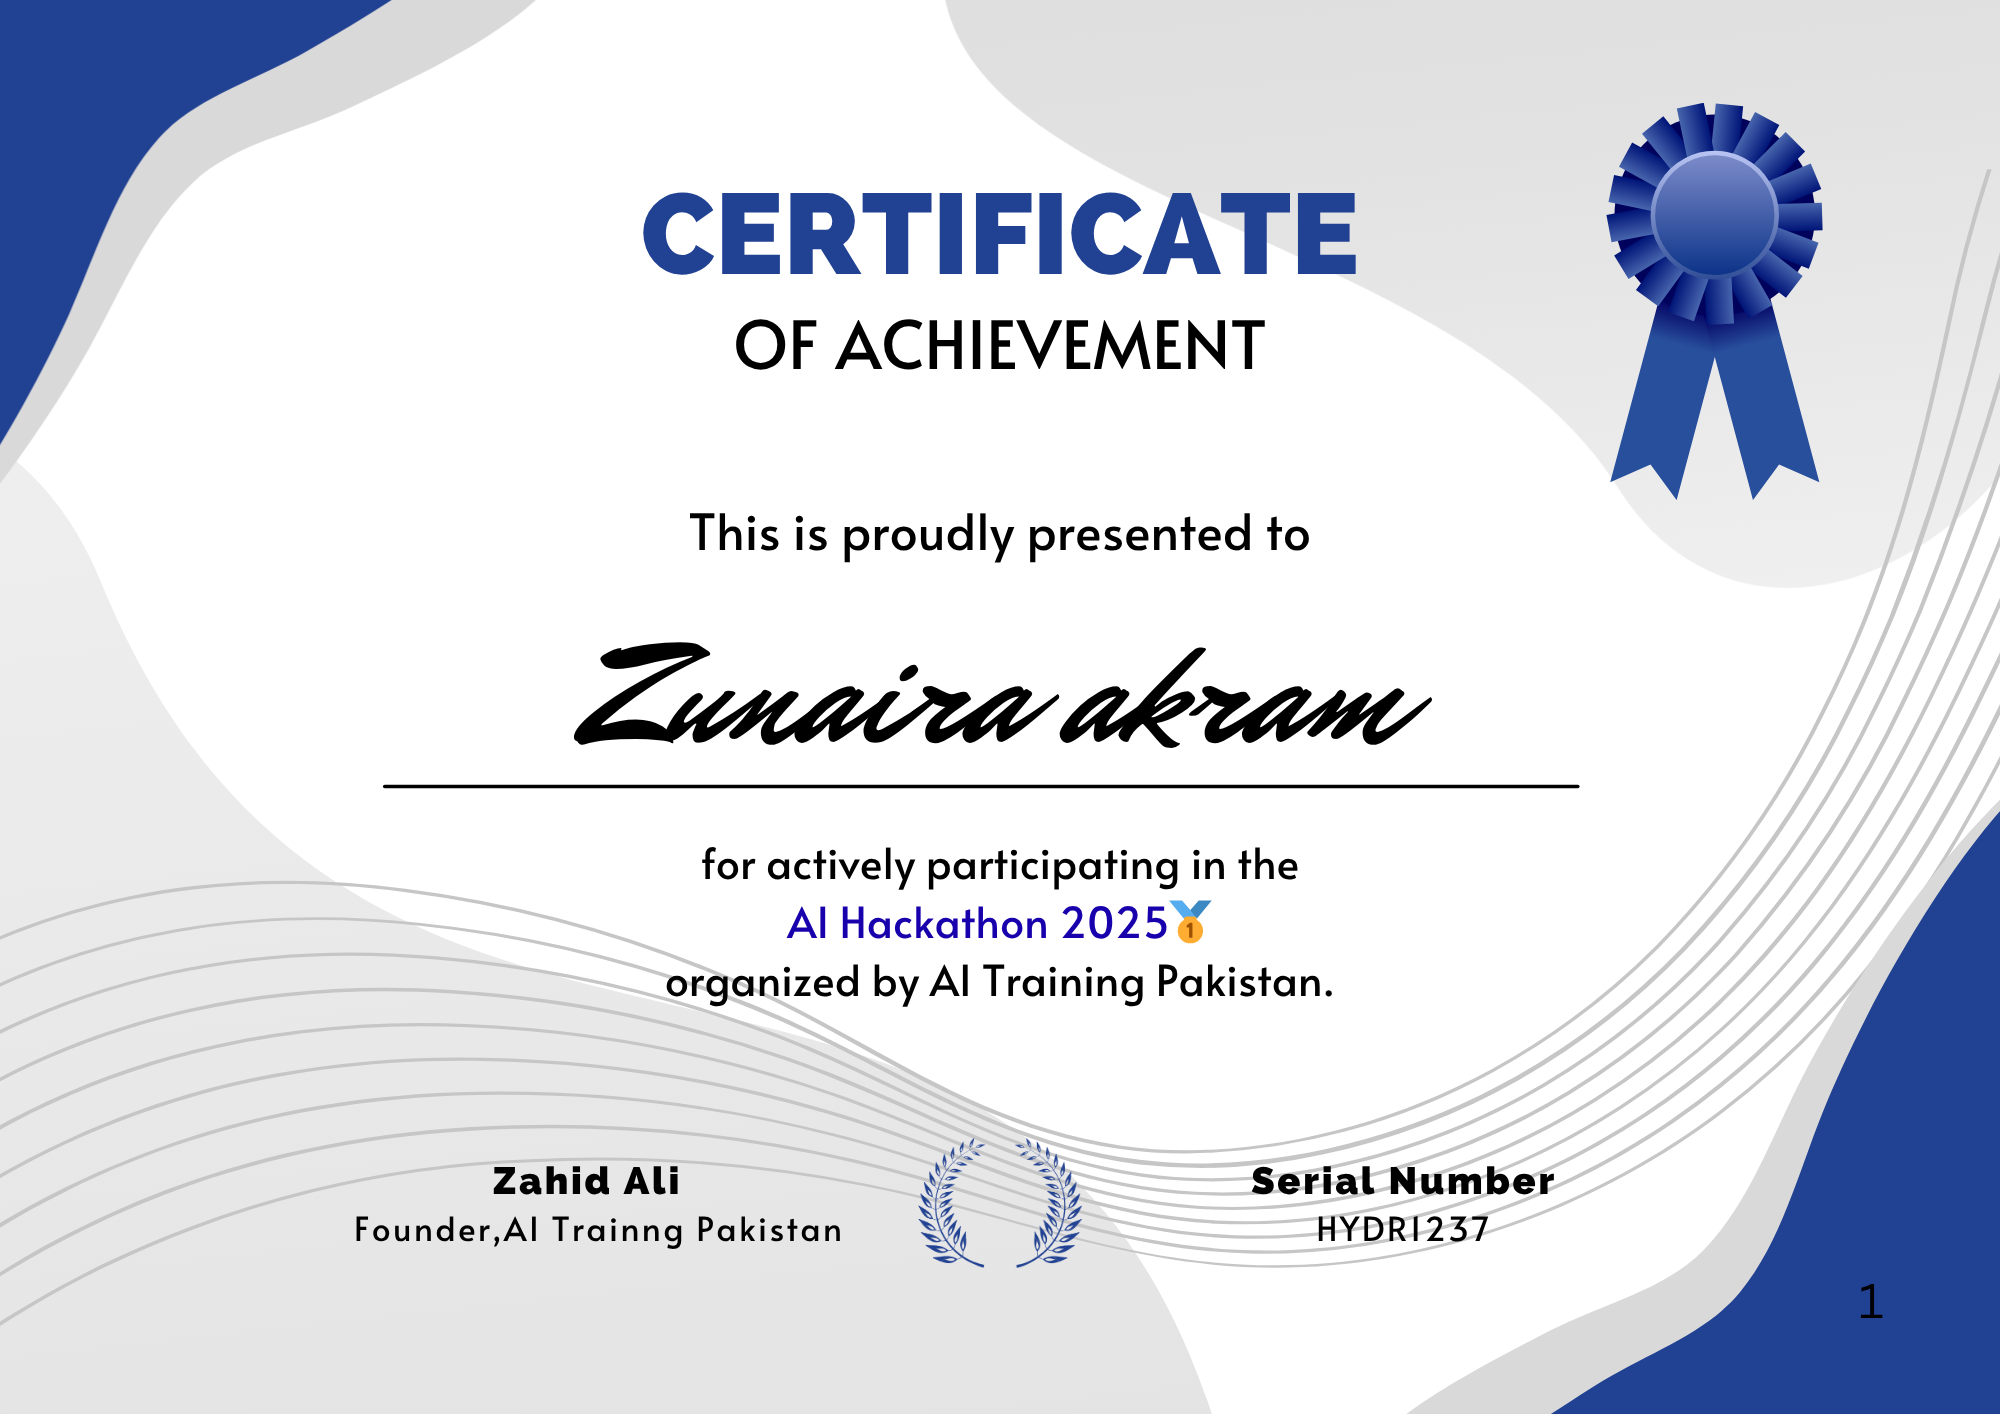 CERTIFICATE
OF ACHIEVEMENT
This is proudly presented to
Zunaira akram
for actively participating in the
AI Hackathon 2025🥇
organized by AI Training Pakistan.
Zahid Ali
Founder,AI Trainng Pakistan
Serial Number
HYDRI237
1